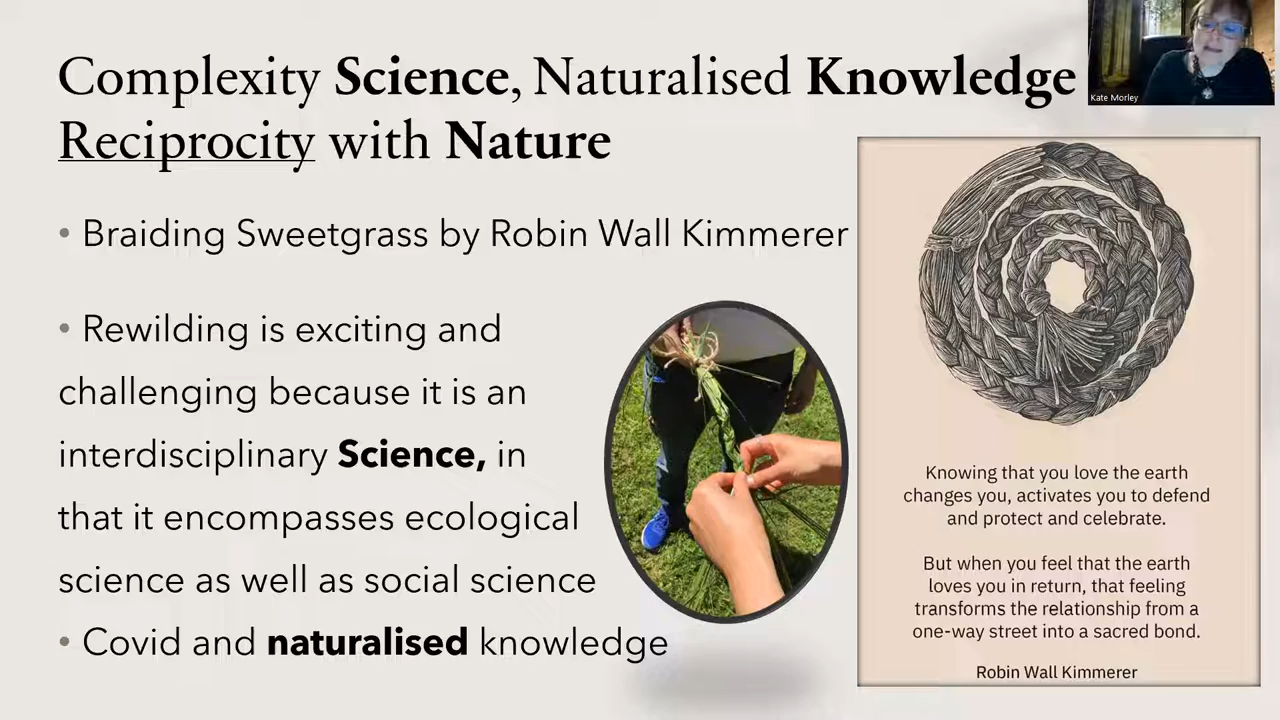 Complexity Science, Naturalised Knowledge
Reciprocity with Nature
Kate Morley
• Braiding Sweetgrass by Robin Wall Kimmerer
• Rewilding is exciting and
challenging because it is an
interdisciplinary Science, in
that it encompasses ecological
science as well as social science
• Covid and naturalised knowledge
Knowing that you love the earth
changes you, activates you to defend
and protect and celebrate.
But when you feel that the earth
loves you in return, that feeling
transforms the relationship from a
one-way street into a sacred bond.
Robin Wall Kimmerer